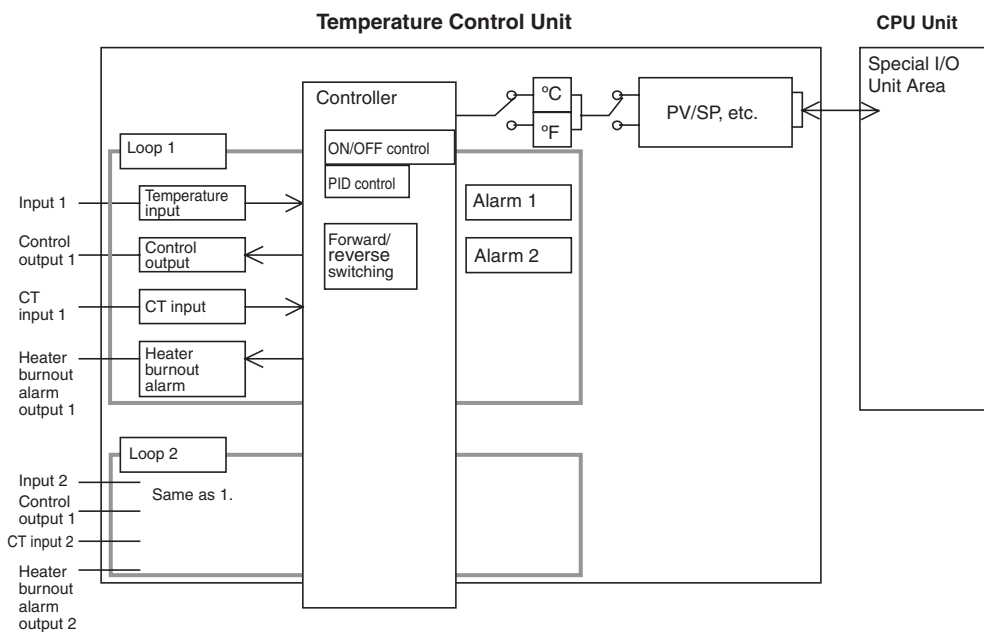 Temperature Control Unit
CPU Unit
Special I/O
Unit Area
Controller
ºC
ºF
PV/SP, etc.
Loop 1
ON/OFF control
PID control
Forward/
reverse
switching
Alarm 1
Alarm 2
Input 1
Temperature
input
Control
output 1
Control
output
CT
input 1
CT input
Heater
burnout
alarm
output 1
Heater
burnout
alarm
Loop 2
Same as 1.
Input 2
Control
output 1
CT input 2
Heater
burnout
alarm
output 2